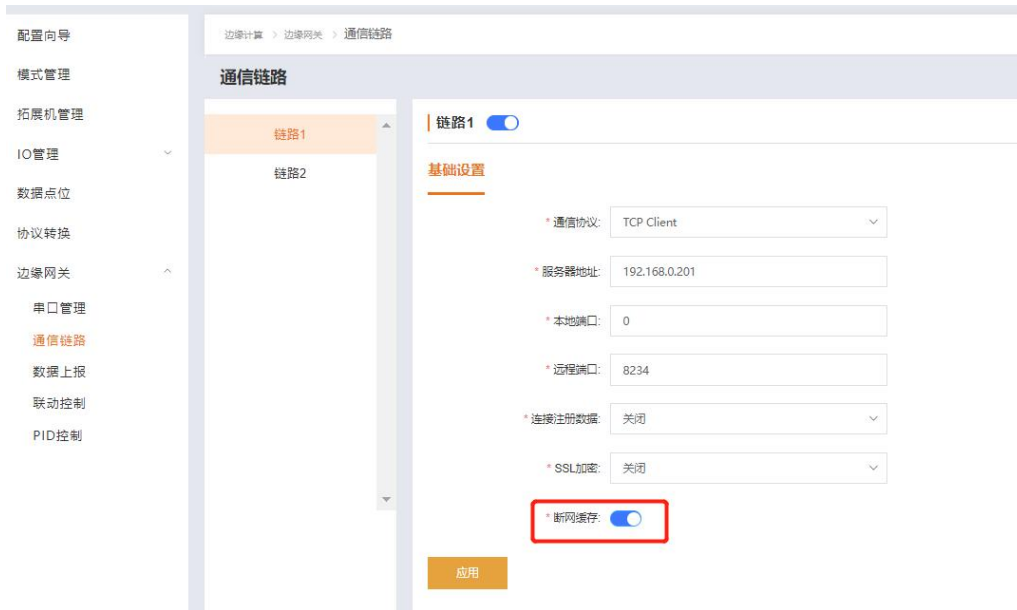 配置向导
模式管理
拓展机管理
IO管理
数据点位
协议转换
边缘网关
串口管理
通信链路
数据上报
联动控制
PID控制
边缘计算 > 边缘网关 > 通信链路
通信链路
链路1
链路2
链路1
基础设置
* 通信协议: TCP Client
* 服务器地址: 192.168.0.201
* 本地端口: 0
* 远程端口: 8234
* 连接注册数据: 关闭
* SSL加密: 关闭
* 断网缓存:
应用